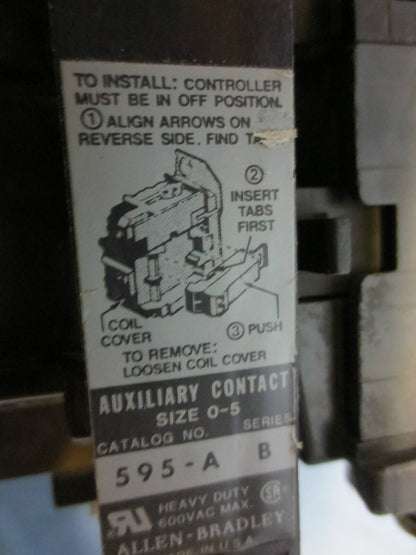 TO INSTALL: CONTROLLER
MUST BE IN OFF POSITION.
① ALIGN ARROWS ON
REVERSE SIDE. FIND
②
INSERT
TABS
FIRST
COIL
COVER
③ PUSH
TO REMOVE:
LOOSEN COIL COVER
AUXILIARY CONTACT
SIZE 0-5
CATALOG NO. SERIES
595-A B
HEAVY DUTY
600VAC MAX.
ALLEN-BRADLEY
IN U.S.A.